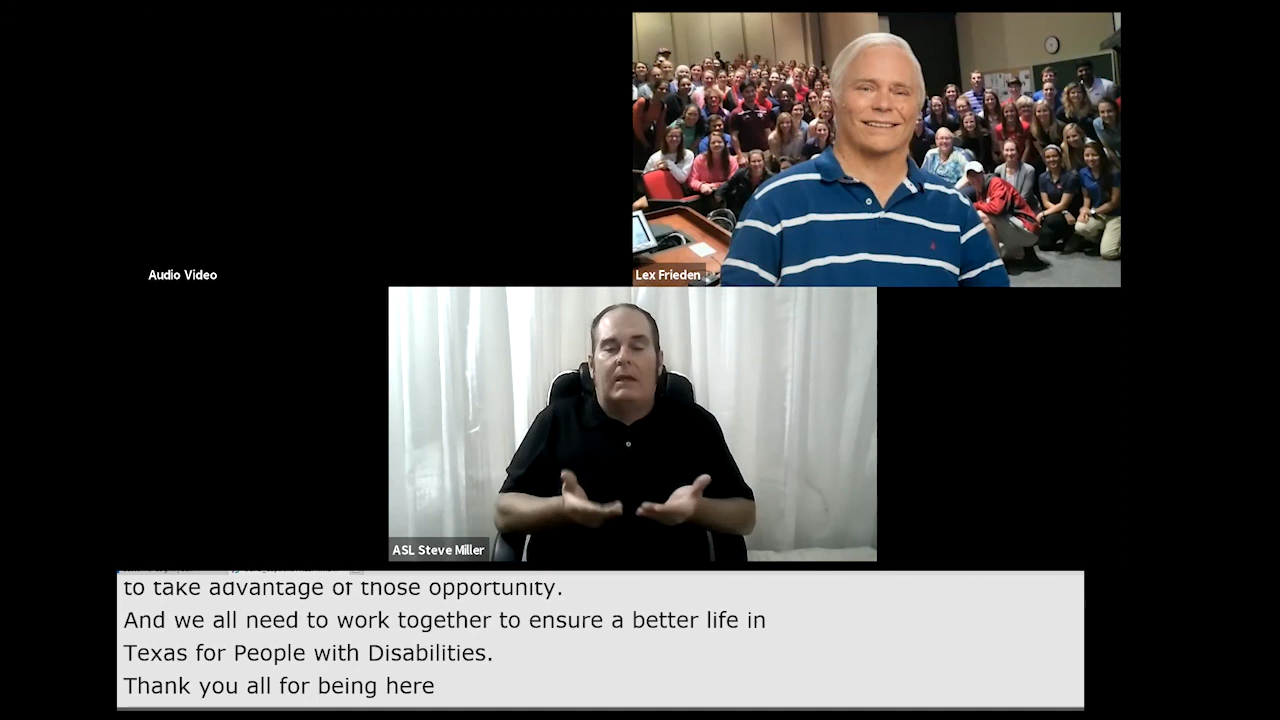 Audio Video
Lex Frieden
ASL Steve Miller
to take advantage of those opportunity.
And we all need to work together to ensure a better life in
Texas for People with Disabilities.
Thank you all for being here